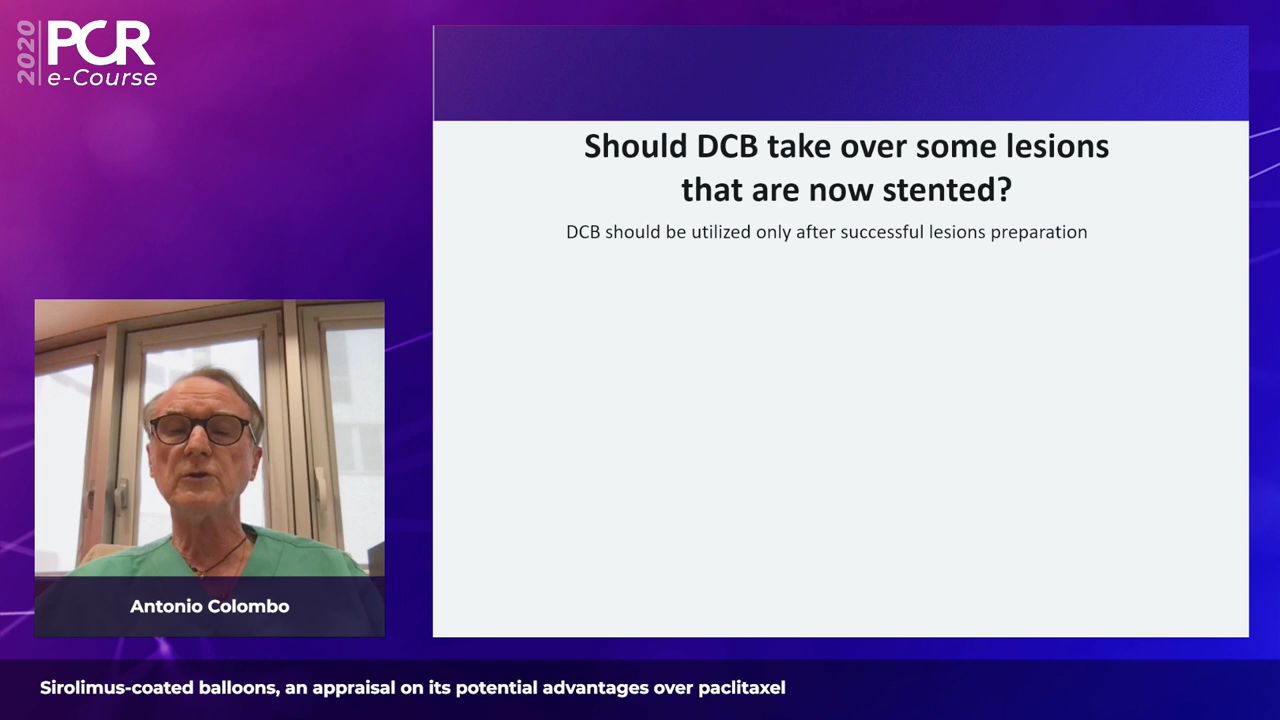 2020
PCR
e-Course
Should DCB take over some lesions
that are now stented?
DCB should be utilized only after successful lesions preparation
Antonio Colombo
Sirolimus-coated balloons, an appraisal on its potential advantages over paclitaxel